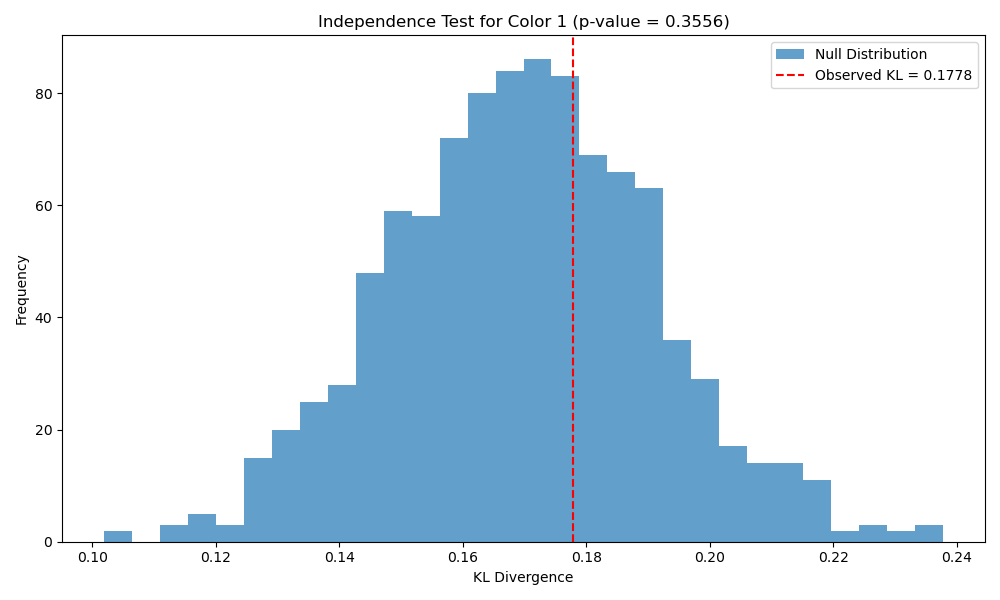 Independence Test for Color 1 (p-value = 0.3556)
Null Distribution
Observed KL = 0.1778
Frequency
80
60
40
20
0
0.10 0.12 0.14 0.16 0.18 0.20 0.22 0.24
KL Divergence